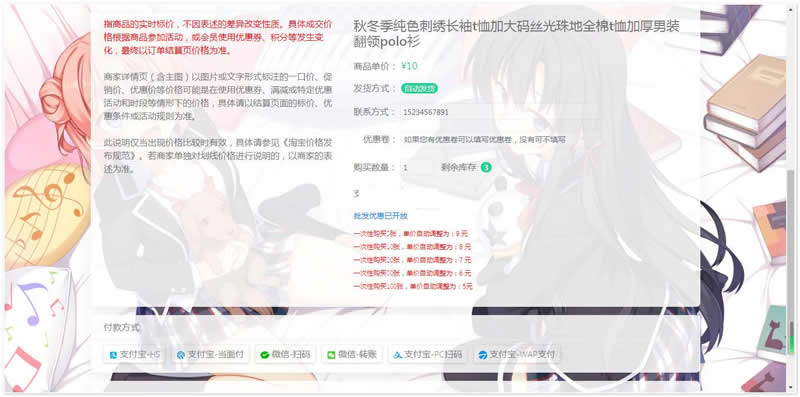 指商品的实时标价，不因表述的差异改变性质。具体成交价
格根据商品参加活动，或会员使用优惠券、积分等发生变
化，最终以订单结算页价格为准。
商家详情页（含主图）以图片或文字形式标注的一口价、促
销价、优惠价等价格可能是在使用优惠券、满减或特定优惠
活动和时段等情形下的价格，具体请以结算页面的标价、优
惠条件或活动规则为准。
此说明仅当出现价格比较时有效，具体请参见《淘宝价格发
布规范》。若商家单独对划线价格进行说明的，以商家的表
述为准。
秋冬季纯色刺绣长袖t恤加大码丝光珠地全棉t恤加厚男装
翻领polo衫
商品单价： ¥10
发货方式： 自动发货
联系方式： 15234567891
优惠卷： 如果您有优惠卷可以填写优惠卷，没有可不填写
购买数量： 1 剩余库存 3
批发优惠已开放
一次性购买 张，单价自动调整为：9 元
一次性购买10张，单价自动调整为：8 元
一次性购买 张，单价自动调整为：7 元
一次性购买 张，单价自动调整为：6 元
一次性购买100张，单价自动调整为：5元
付款方式
支付宝-H5 支付宝-当面付 微信-扫码 微信-转账 支付宝-PC扫码 支付宝-WAP支付